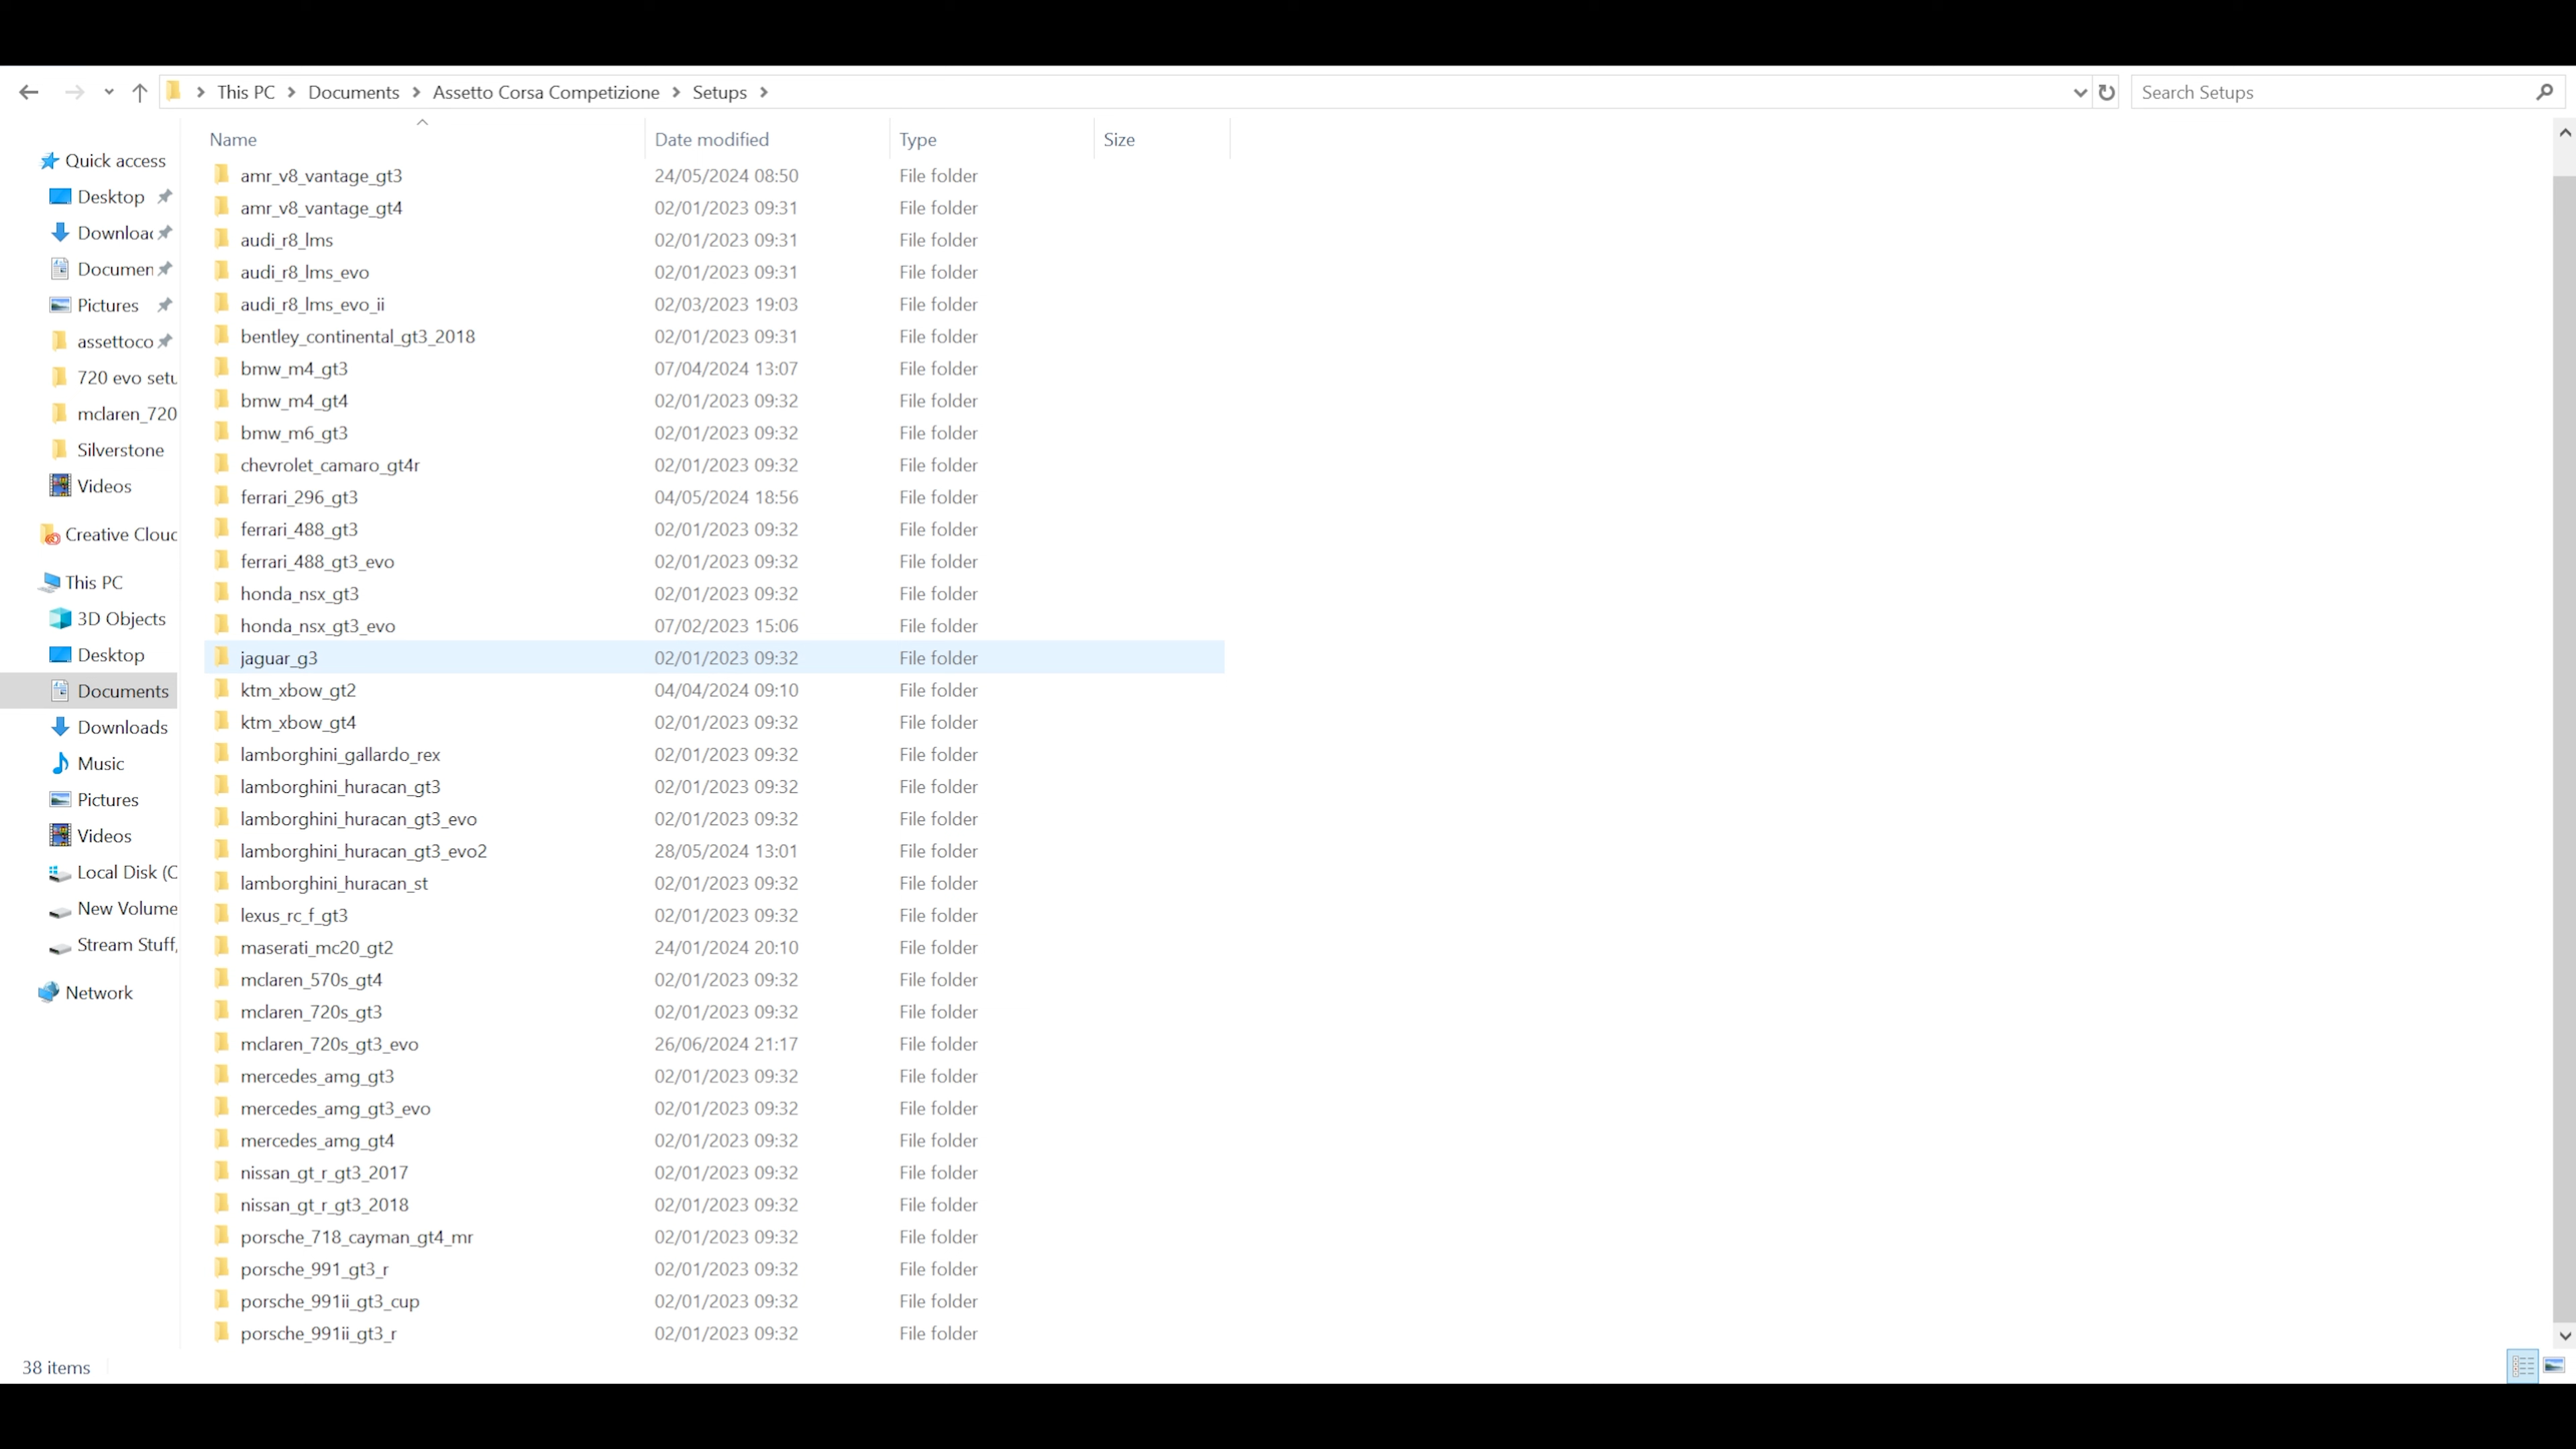 This PC > Documents > Assetto Corsa Competizione > Setups >
Search Setups
Name Date modified Type Size
Quick access
Desktop
Downloac
Documen
Pictures
assettoco
720 evo setu
mclaren_720
Silverstone
Videos
Creative Clouc
This PC
3D Objects
Desktop
Documents
Downloads
Music
Pictures
Videos
Local Disk (C
New Volume
Stream Stuff,
Network
amr_v8_vantage_gt3 24/05/2024 08:50 File folder
amr_v8_vantage_gt4 02/01/2023 09:31 File folder
audi_r8_lms 02/01/2023 09:31 File folder
audi_r8_lms_evo 02/01/2023 09:31 File folder
audi_r8_lms_evo_ii 02/03/2023 19:03 File folder
bentley_continental_gt3_2018 02/01/2023 09:31 File folder
bmw_m4_gt3 07/04/2024 13:07 File folder
bmw_m4_gt4 02/01/2023 09:32 File folder
bmw_m6_gt3 02/01/2023 09:32 File folder
chevrolet_camaro_gt4r 02/01/2023 09:32 File folder
ferrari_296_gt3 04/05/2024 18:56 File folder
ferrari_488_gt3 02/01/2023 09:32 File folder
ferrari_488_gt3_evo 02/01/2023 09:32 File folder
honda_nsx_gt3 02/01/2023 09:32 File folder
honda_nsx_gt3_evo 07/02/2023 15:06 File folder
jaguar_g3 02/01/2023 09:32 File folder
ktm_xbow_gt2 04/04/2024 09:10 File folder
ktm_xbow_gt4 02/01/2023 09:32 File folder
lamborghini_gallardo_rex 02/01/2023 09:32 File folder
lamborghini_huracan_gt3 02/01/2023 09:32 File folder
lamborghini_huracan_gt3_evo 02/01/2023 09:32 File folder
lamborghini_huracan_gt3_evo2 28/05/2024 13:01 File folder
lamborghini_huracan_st 02/01/2023 09:32 File folder
lexus_rc_f_gt3 02/01/2023 09:32 File folder
maserati_mc20_gt2 24/01/2024 20:10 File folder
mclaren_570s_gt4 02/01/2023 09:32 File folder
mclaren_720s_gt3 02/01/2023 09:32 File folder
mclaren_720s_gt3_evo 26/06/2024 21:17 File folder
mercedes_amg_gt3 02/01/2023 09:32 File folder
mercedes_amg_gt3_evo 02/01/2023 09:32 File folder
mercedes_amg_gt4 02/01/2023 09:32 File folder
nissan_gt_r_gt3_2017 02/01/2023 09:32 File folder
nissan_gt_r_gt3_2018 02/01/2023 09:32 File folder
porsche_718_cayman_gt4_mr 02/01/2023 09:32 File folder
porsche_991_gt3_r 02/01/2023 09:32 File folder
porsche_991ii_gt3_cup 02/01/2023 09:32 File folder
porsche_991ii_gt3_r 02/01/2023 09:32 File folder
38 items